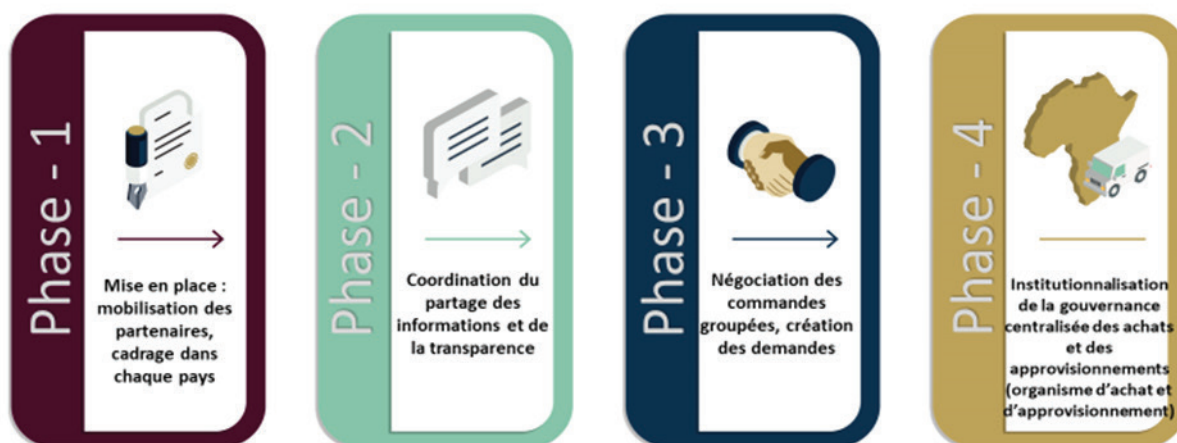 Phase - 1
Mise en place :
mobilisation des
partenaires,
cadrage dans
chaque pays
Phase - 2
Coordination du
partage des
informations et de
la transparence
Phase - 3
Négociation des
commandes
groupées, création
des demandes
Phase - 4
Institutionnalisation
de la gouvernance
centralisée des achats
et des
approvisionnements
(organisme d’achat et
d’approvisionnement)